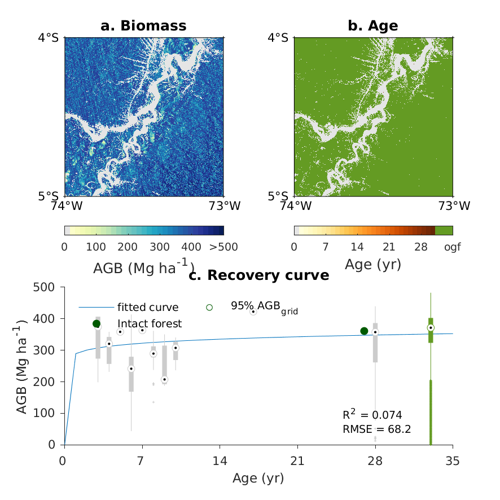 a. Biomass
b. Age
4°S
5°S
74°W 73°W
4°S
5°S
74°W 73°W
0 100 200 300 400 >500
AGB (Mg ha-1)
0 7 14 21 28 ogf
Age (yr)
c. Recovery curve
fitted curve
95% AGBgrid
Intact forest
500
400
300
200
100
0
AGB (Mg ha-1)
R2 = 0.074
RMSE = 68.2
0 7 14 21 28 35
Age (yr)